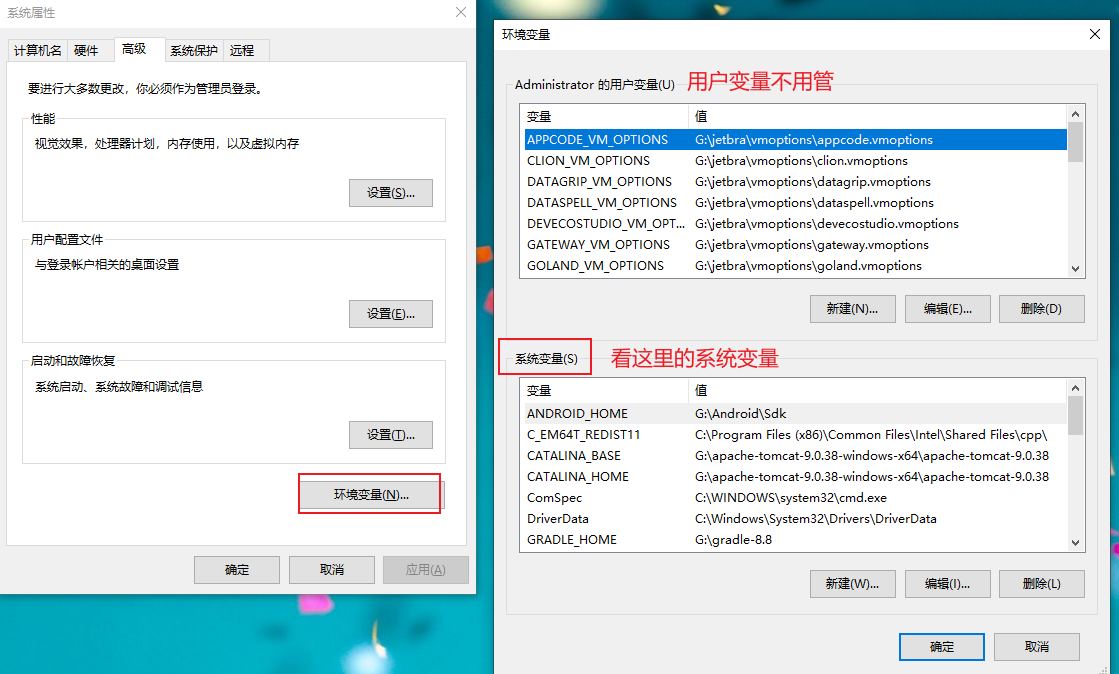 系统属性
计算机名 硬件 高级 系统保护 远程
要进行大多数更改，你必须作为管理员登录。
性能
视觉效果，处理器计划，内存使用，以及虚拟内存
设置(S)...
用户配置文件
与登录帐户相关的桌面设置
设置(E)...
启动和故障恢复
系统启动、系统故障和调试信息
设置(T)...
环境变量(N)...
确定 取消 应用(A)
环境变量
Administrator 的用户变量(U) 用户变量不用管
变量 值
APPCODE_VM_OPTIONS G:\jetbra\vmoptions\appcode.vmoptions
CLION_VM_OPTIONS G:\jetbra\vmoptions\clion.vmoptions
DATAGRIP_VM_OPTIONS G:\jetbra\vmoptions\datagrip.vmoptions
DATASPELL_VM_OPTIONS G:\jetbra\vmoptions\dataspell.vmoptions
DEVECOSTUDIO_VM_OPT... G:\jetbra\vmoptions\devecostudio.vmoptions
GATEWAY_VM_OPTIONS G:\jetbra\vmoptions\gateway.vmoptions
GOLAND_VM_OPTIONS G:\jetbra\vmoptions\goland.vmoptions
新建(N)... 编辑(E)... 删除(D)
系统变量(S) 看这里的系统变量
变量 值
ANDROID_HOME G:\Android\Sdk
C_EM64T_REDIST11 C:\Program Files (x86)\Common Files\Intel\Shared Files\cpp\
CATALINA_BASE G:\apache-tomcat-9.0.38-windows-x64\apache-tomcat-9.0.38
CATALINA_HOME G:\apache-tomcat-9.0.38-windows-x64\apache-tomcat-9.0.38
ComSpec C:\WINDOWS\system32\cmd.exe
DriverData C:\Windows\System32\Drivers\DriverData
GRADLE_HOME G:\gradle-8.8
新建(W)... 编辑(I)... 删除(L)
确定 取消